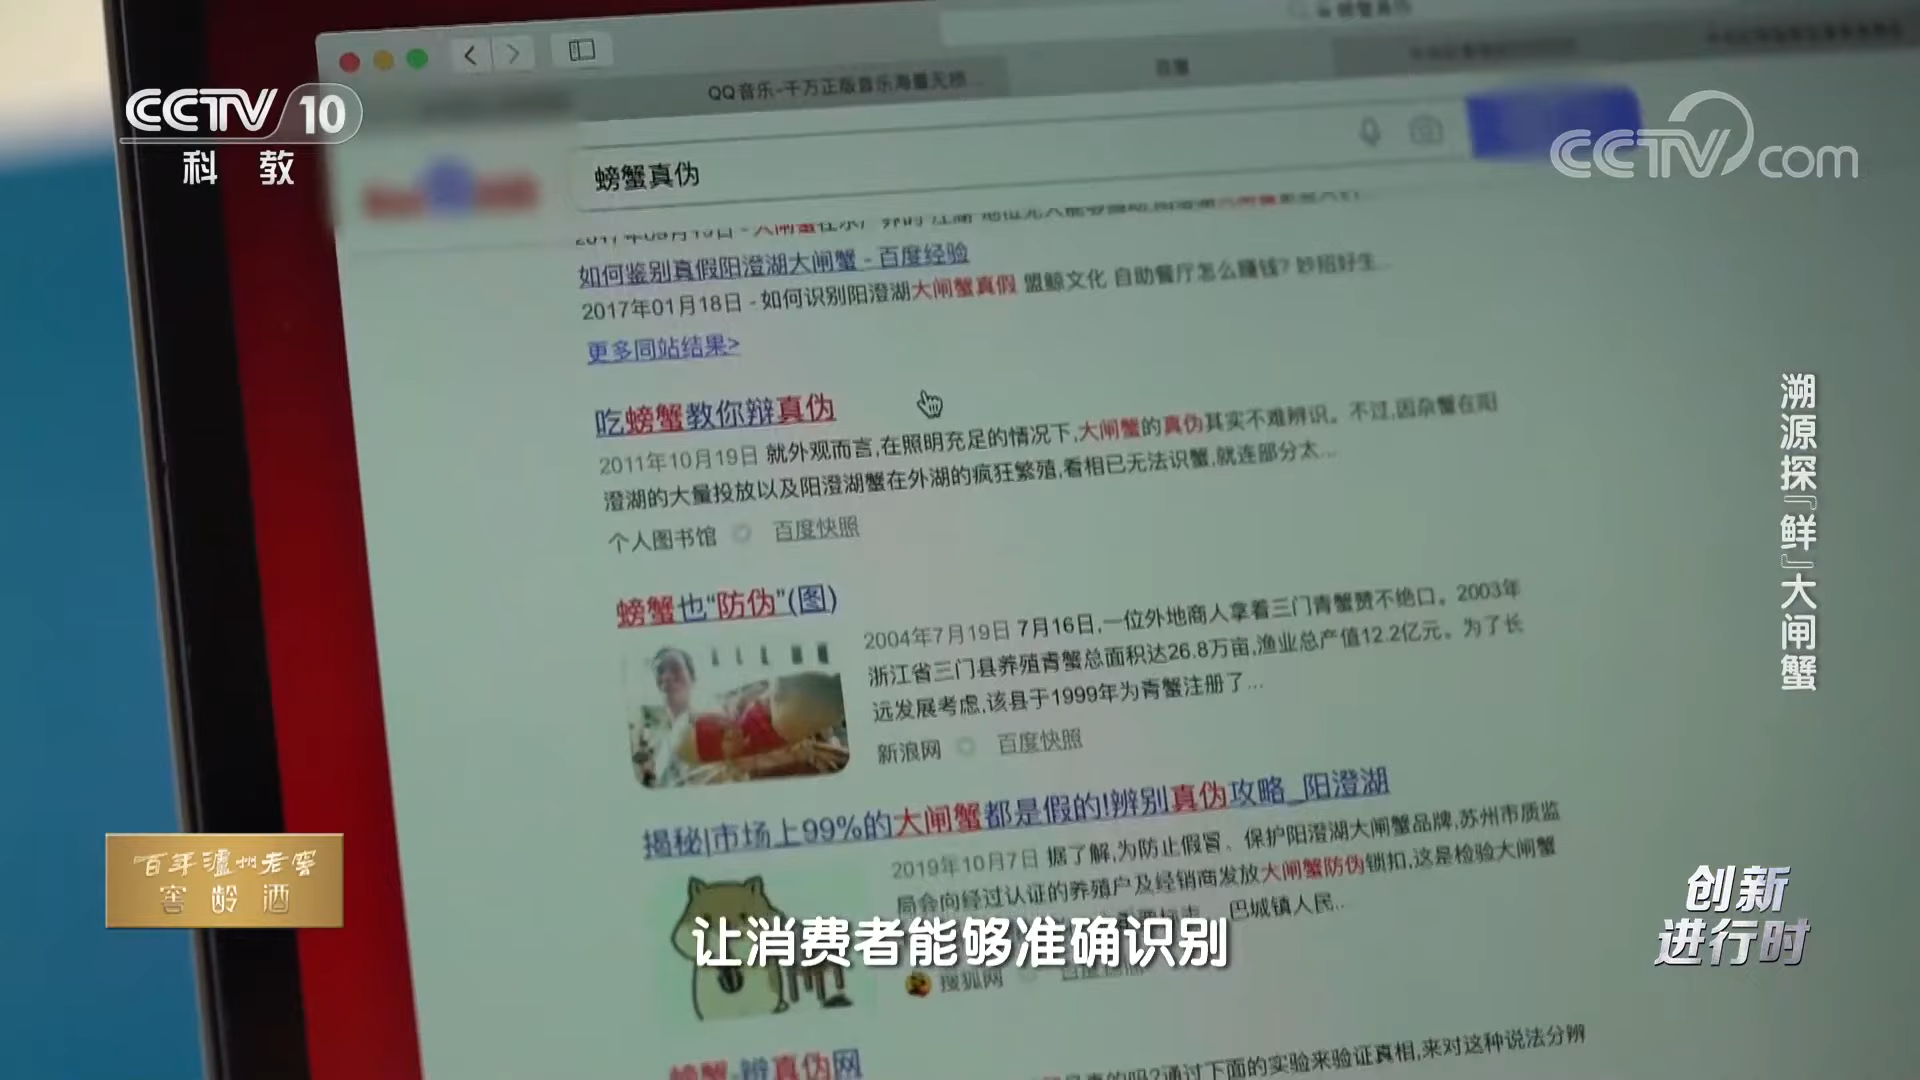 CCTV 10
科 教
CCTV.com
QQ音乐-千万正版音乐海量无损...
螃蟹真伪
如何鉴别真假阳澄湖大闸蟹 - 百度经验
2017年01月18日 - 如何识别阳澄湖大闸蟹真假 盟鲸文化 自助餐厅怎么赚钱? 妙招好生...
更多同站结果>
吃螃蟹教你辩真伪
2011年10月19日 就外观而言,在照明充足的情况下,大闸蟹的真伪其实不难辨识。不过,因杂蟹在阳
澄湖的大量投放以及阳澄湖蟹在外湖的疯狂繁殖,看相已无法识蟹,就连部分太...
个人图书馆 百度快照
螃蟹也“防伪”(图)
2004年7月19日 7月16日,一位外地商人拿着三门青蟹赞不绝口。2003年
浙江省三门县养殖青蟹总面积达26.8万亩,渔业总产值12.2亿元。为了长
远发展考虑,该县于1999年为青蟹注册了...
新浪网 百度快照
揭秘|市场上99%的大闸蟹都是假的!辨别真伪攻略_阳澄湖
2019年10月7日 据了解,为防止假冒、保护阳澄湖大闸蟹品牌,苏州市质监
局会向经过认证的养殖户及经销商发放大闸蟹防伪锁扣,这是检验大闸蟹
巴城镇人民..
搜狐网
螃蟹-辨真伪网
通过下面的实验来验证真相,来对这种说法分辨
溯源探『鲜』大闸蟹
百年泸州老窖
窖 龄 酒
让消费者能够准确识别
创新
进行时